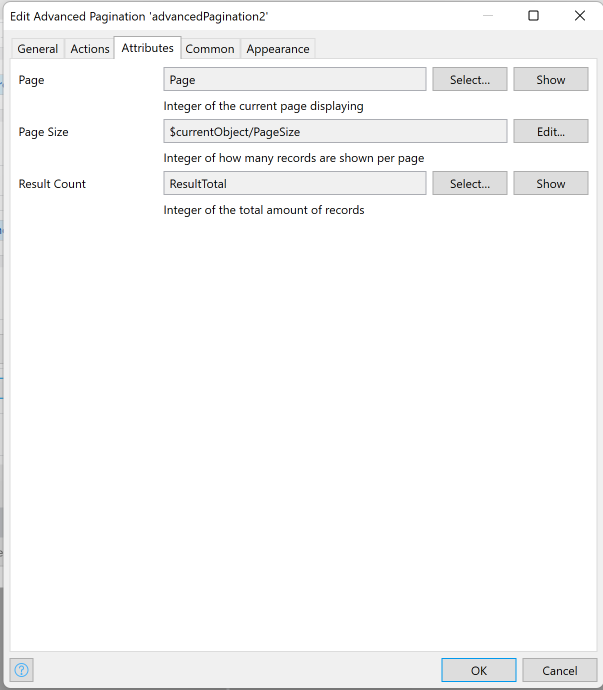 Edit Advanced Pagination 'advancedPagination2'
General Actions Attributes Common Appearance
Page Page Select... Show
Integer of the current page displaying
Page Size $currentObject/PageSize Edit...
Integer of how many records are shown per page
Result Count ResultTotal Select... Show
Integer of the total amount of records
? OK Cancel